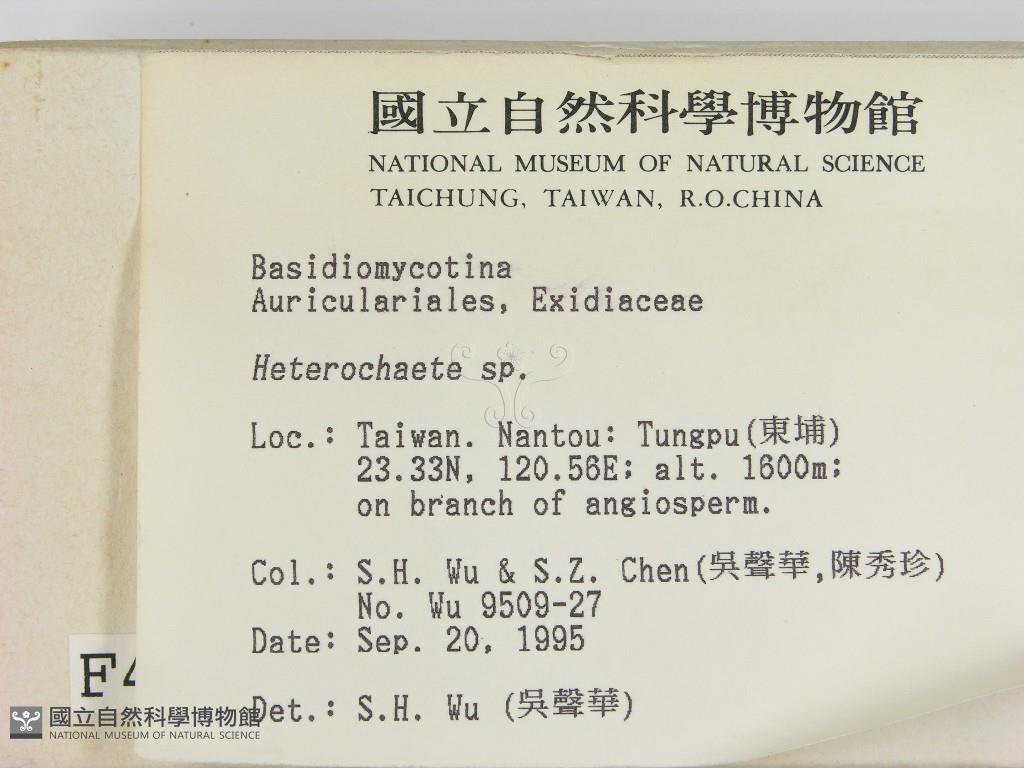 國立自然科學博物館
NATIONAL MUSEUM OF NATURAL SCIENCE
TAICHUNG, TAIWAN, R.O.CHINA
Basidiomycotina
Auriculariales, Exidiaceae
Heterochaete sp.
Loc.: Taiwan. Nantou: Tungpu(東埔)
23.33N, 120.56E; alt. 1600m;
on branch of angiosperm.
Col.: S.H. Wu & S.Z. Chen(吳聲華,陳秀珍)
No. Wu 9509-27
Date: Sep. 20, 1995
F4
Det.: S.H. Wu (吳聲華)
國立自然科學博物館
NATIONAL MUSEUM OF NATURAL SCIENCE